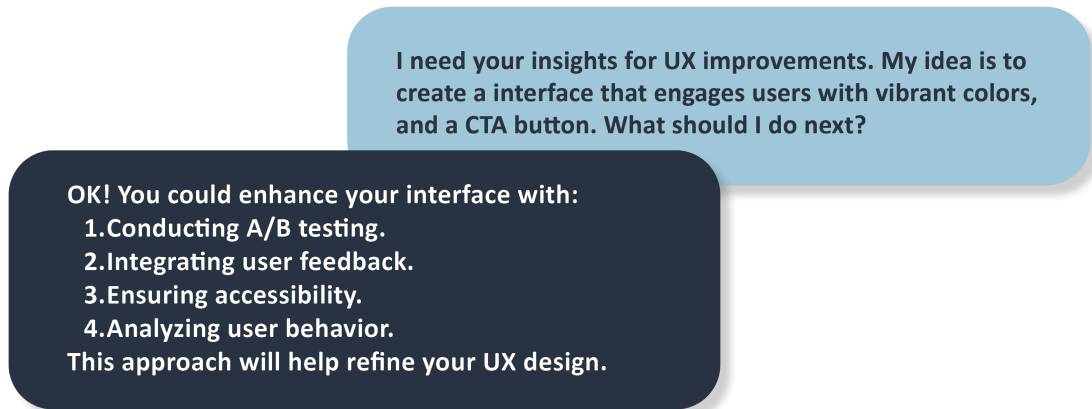 I need your insights for UX improvements. My idea is to
create a interface that engages users with vibrant colors,
and a CTA button. What should I do next?
OK! You could enhance your interface with:
1.Conducting A/B testing.
2.Integrating user feedback.
3.Ensuring accessibility.
4.Analyzing user behavior.
This approach will help refine your UX design.